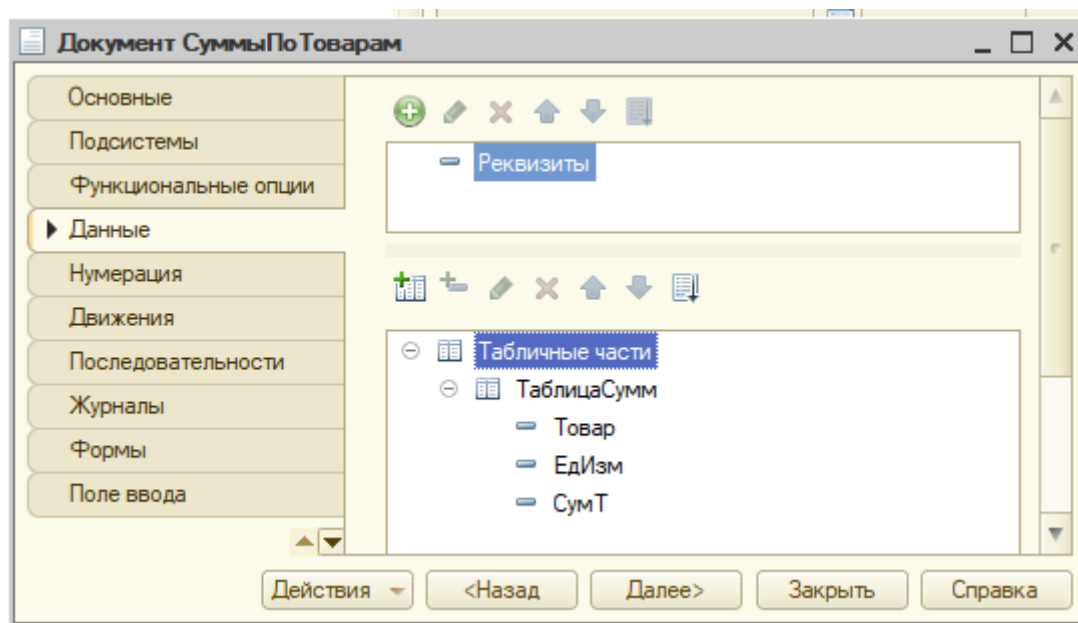 Документ СуммыПоТоварам
Основные
Подсистемы
Функциональные опции
Данные
Нумерация
Движения
Последовательности
Журналы
Формы
Поле ввода
Реквизиты
Табличные части
ТаблицаСумм
Товар
ЕдИзм
СумТ
Действия
<Назад
Далее>
Закрыть
Справка